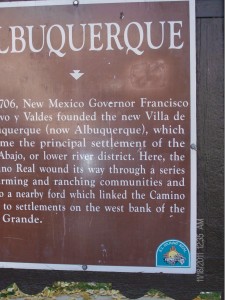 LBUQUERQUE
706, New Mexico Governor Francisco
vo y Valdes founded the new Villa de
uquerque (now Albuquerque), which
me the principal settlement of the
Abajo, or lower river district. Here, the
ino Real wound its way through a series
rming and ranching communities and
o a nearby ford which linked the Camino
to settlements on the west bank of the
Grande.